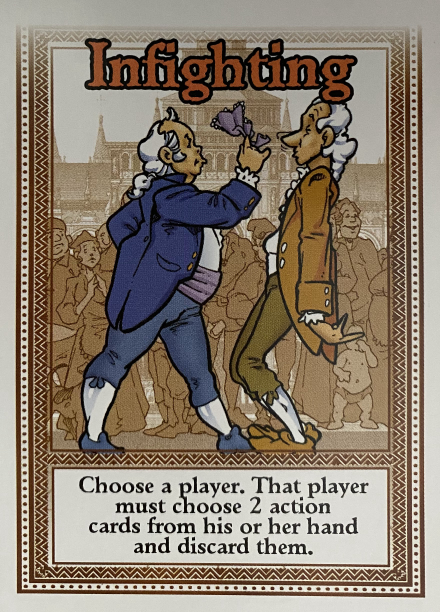 Infighting
Choose a player. That player
must choose 2 action
cards from his or her hand
and discard them.